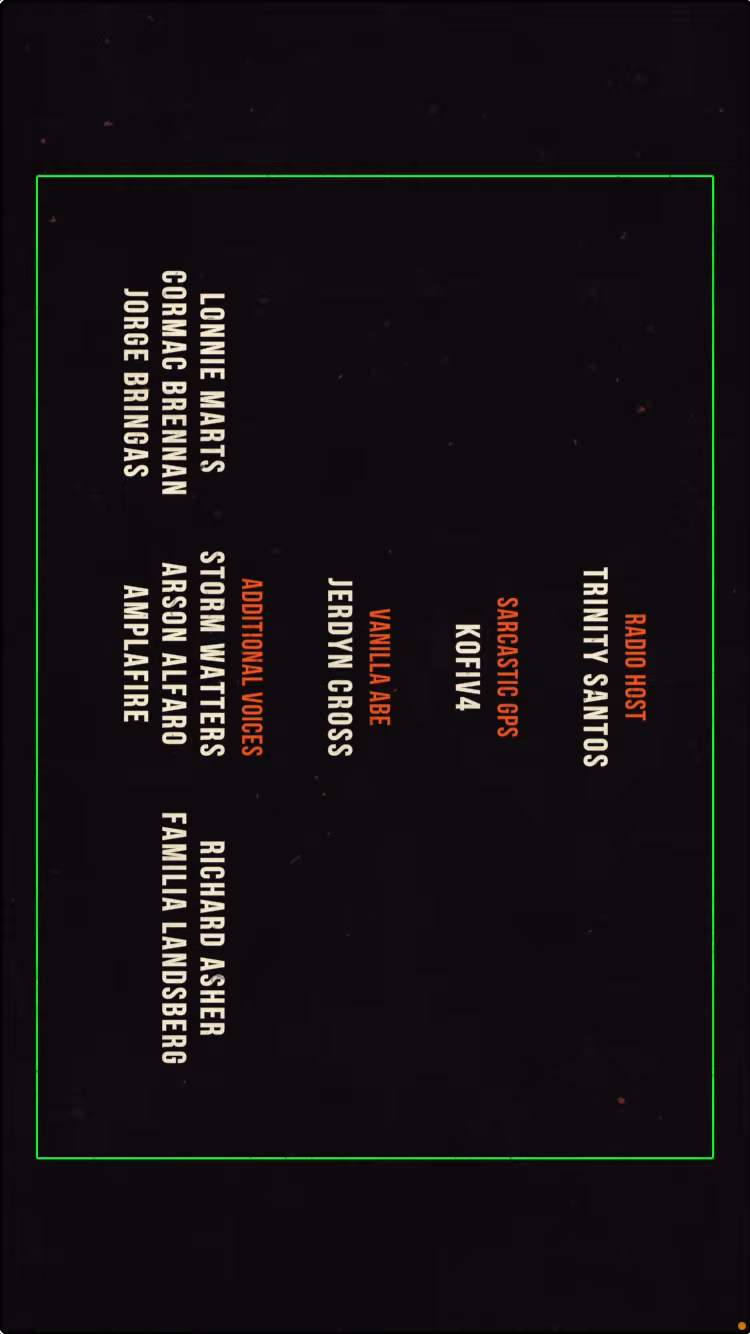 RADIO HOST
TRINITY SANTOS
SARCASTIC GPS
KOFIV4
VANILLA ABE
JERDYN CROSS
ADDITIONAL VOICES
LONNIE MARTS STORM WATTERS RICHARD ASHER
CORMAC BRENNAN ARSON ALFARO FAMILIA LANDSBERG
JORGE BRINGAS AMPLAFIRE